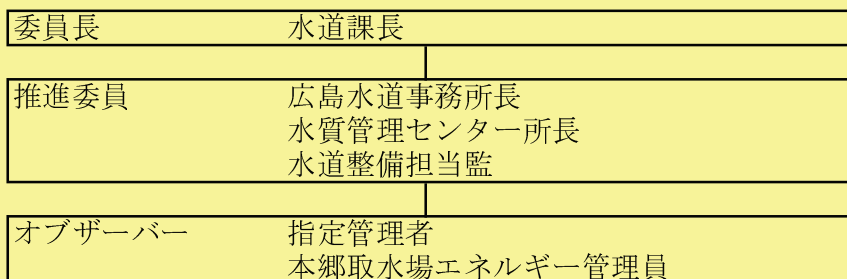 委員長 水道課長
推進委員 広島水道事務所長
水質管理センター所長
水道整備担当監
オブザーバー 指定管理者
本郷取水場エネルギー管理員